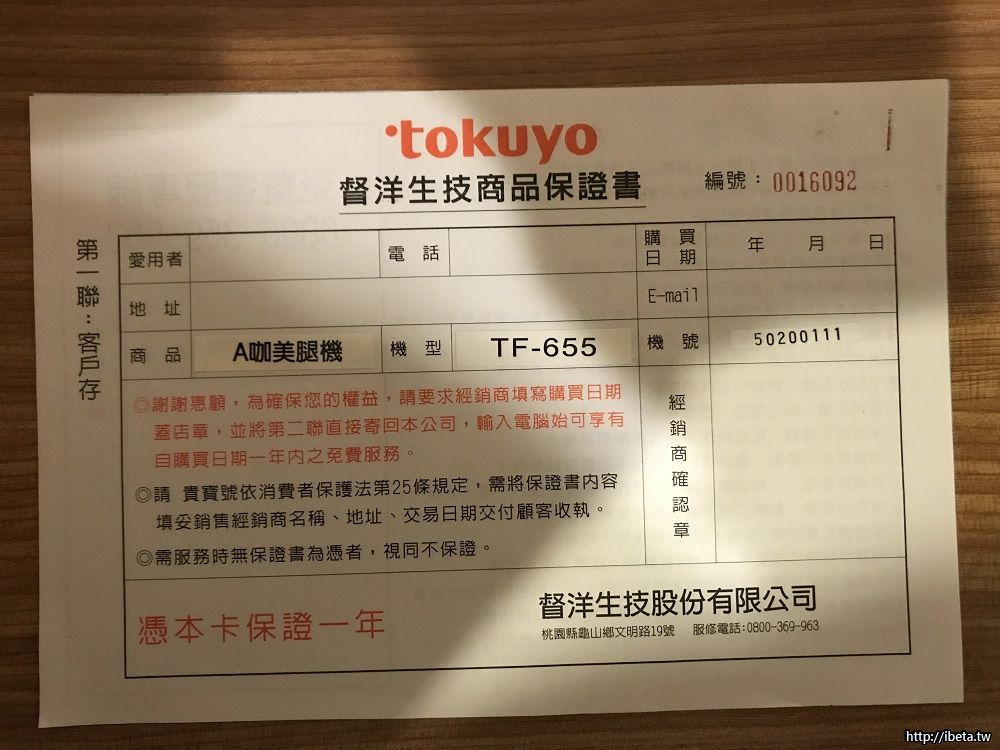 tokuyo
督洋生技商品保證書
編號：0016092
第一聯：客戶存
愛用者
電話
購買日期
年 月 日
地址
E-mail
商品
A咖美腿機
機型
TF-655
機號
50200111
◎謝謝惠顧，為確保您的權益，請要求經銷商填寫購買日期
蓋店章，並將第二聯直接寄回本公司，輸入電腦始可享有
自購買日期一年內之免費服務。
◎請 貴寶號依消費者保護法第25條規定，需將保證書內容
填妥銷售經銷商名稱、地址、交易日期交付顧客收執。
◎需服務時無保證書為憑者，視同不保證。
經銷商確認章
憑本卡保證一年
督洋生技股份有限公司
桃園縣龜山鄉文明路19號 服修電話:0800-369-963
http://ibeta.tw